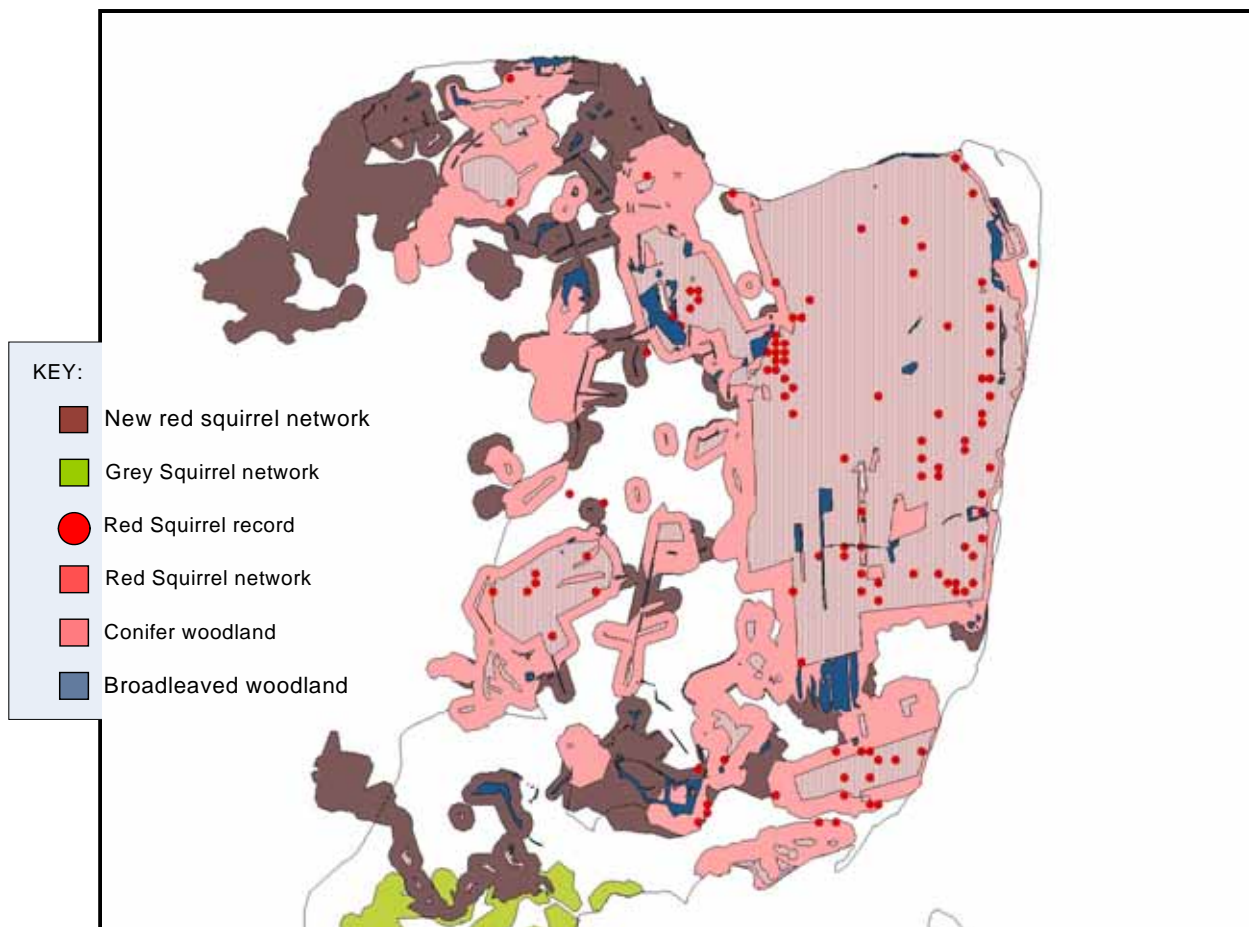 KEY:
New red squirrel network
Grey Squirrel network
Red Squirrel record
Red Squirrel network
Conifer woodland
Broadleaved woodland